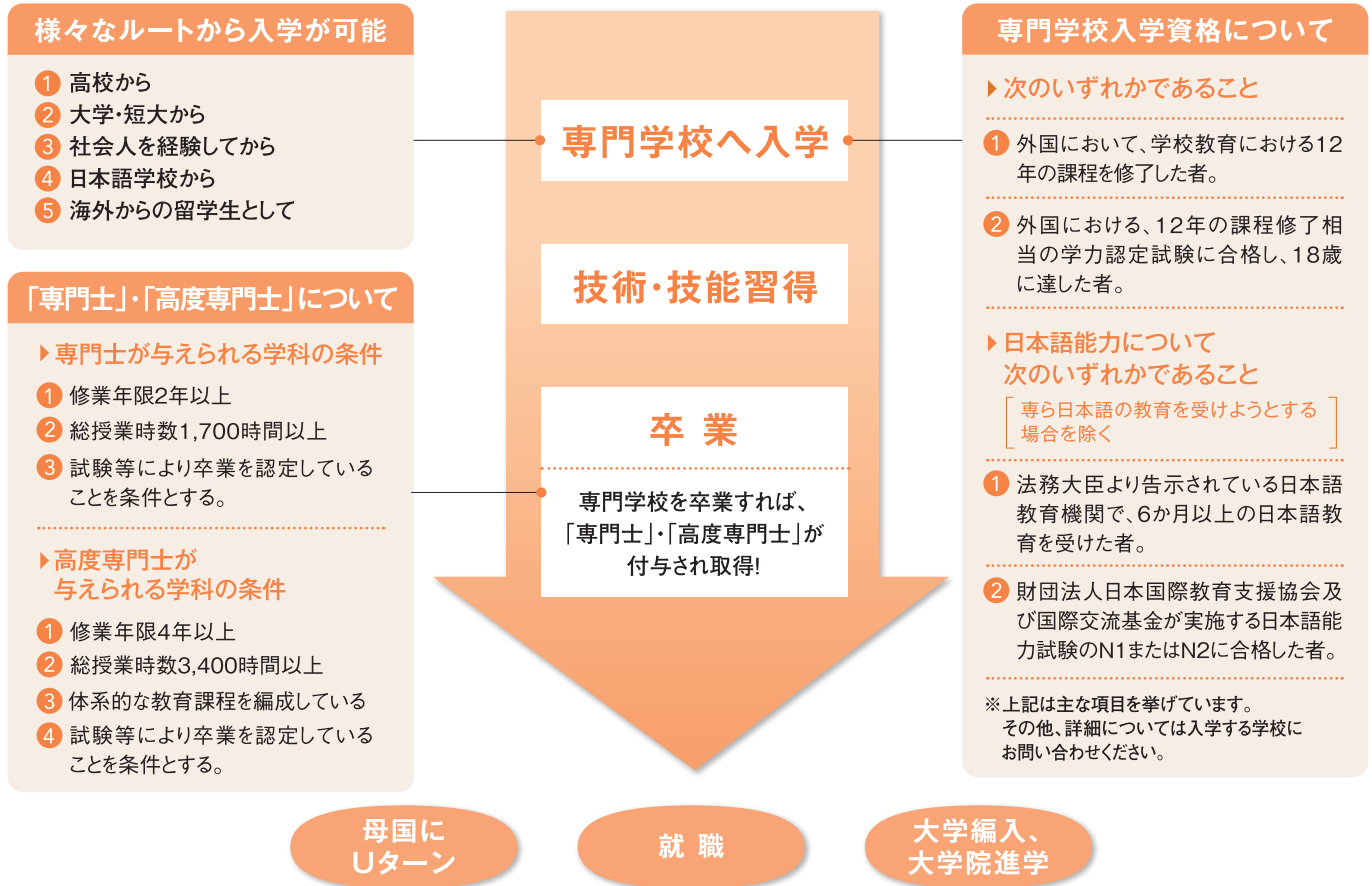 様々なルートから入学が可能
1 高校から
2 大学・短大から
3 社会人を経験してから
4 日本語学校から
5 海外からの留学生として
「専門士」・「高度専門士」について
専門士が与えられる学科の条件
1 修業年限2年以上
2 総授業時数1,700時間以上
3 試験等により卒業を認定している
ことを条件とする。
高度専門士が
与えられる学科の条件
1 修業年限4年以上
2 総授業時数3,400時間以上
3 体系的な教育課程を編成している
4 試験等により卒業を認定している
ことを条件とする。
専門学校へ入学
技術・技能習得
卒業
専門学校を卒業すれば、
「専門士」・「高度専門士」が
付与され取得!
専門学校入学資格について
次のいずれかであること
1 外国において、学校教育における12
年の課程を修了した者。
2 外国における、12年の課程修了相
当の学力認定試験に合格し、18歳
に達した者。
日本語能力について
次のいずれかであること
専ら日本語の教育を受けようとする
場合を除く
1 法務大臣より告示されている日本語
教育機関で、6か月以上の日本語教
育を受けた者。
2 財団法人日本国際教育支援協会及
び国際交流基金が実施する日本語能
力試験のN1またはN2に合格した者。
※上記は主な項目を挙げています。
その他、詳細については入学する学校に
お問い合わせください。
母国に
Uターン
就職
大学編入、
大学院進学